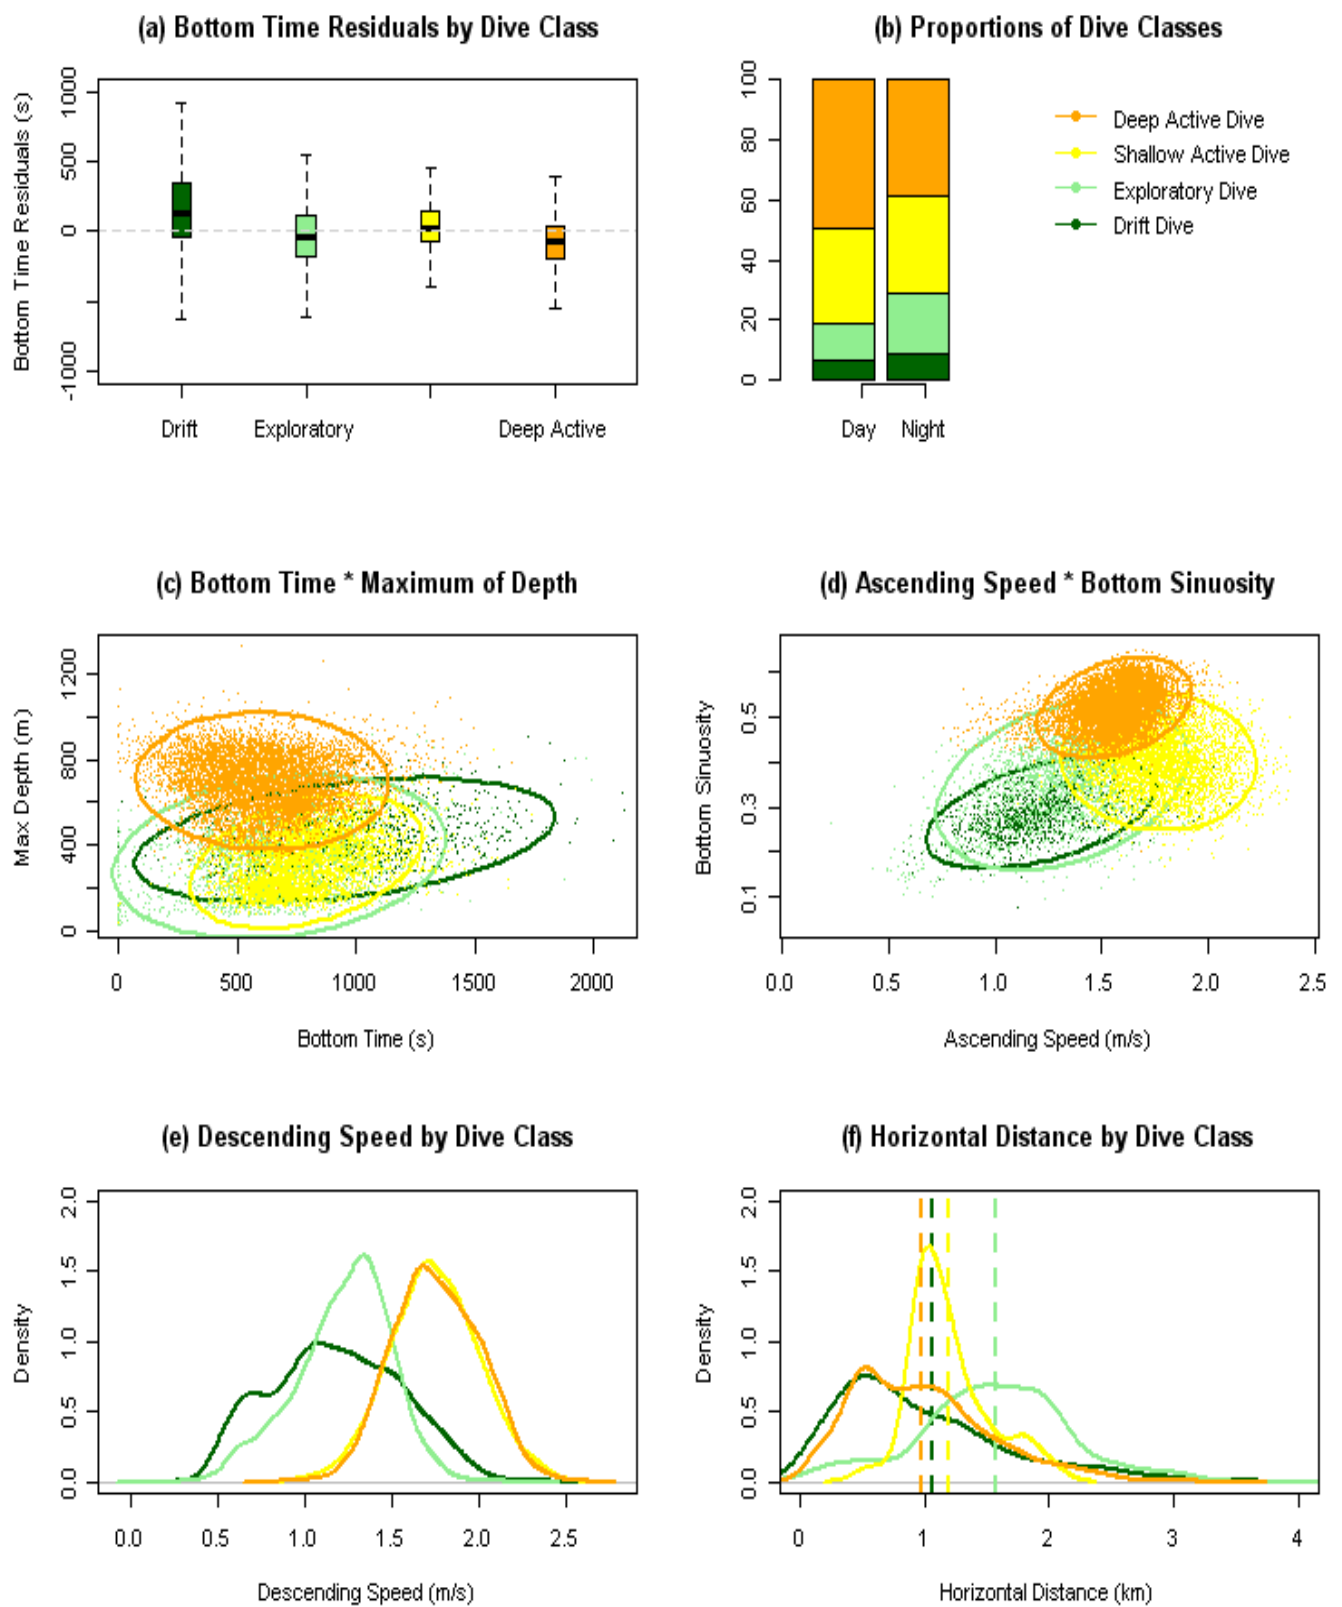 (a) Bottom Time Residuals by Dive Class
Bottom Time Residuals (s)
1000
500
0
-1000
Drift
Exploratory
Deep Active
(b) Proportions of Dive Classes
100
80
60
40
20
0
Day
Night
Deep Active Dive
Shallow Active Dive
Exploratory Dive
Drift Dive
(c) Bottom Time * Maximum of Depth
Max Depth (m)
1200
800
400
0
0
500
1000
1500
2000
Bottom Time (s)
(d) Ascending Speed * Bottom Sinuosity
Bottom Sinuosity
0.5
0.3
0.1
0.0
0.5
1.0
1.5
2.0
2.5
Ascending Speed (m/s)
(e) Descending Speed by Dive Class
Density
2.0
1.5
1.0
0.5
0.0
0.0
0.5
1.0
1.5
2.0
2.5
Descending Speed (m/s)
(f) Horizontal Distance by Dive Class
Density
2.0
1.5
1.0
0.5
0.0
0
1
2
3
4
Horizontal Distance (km)